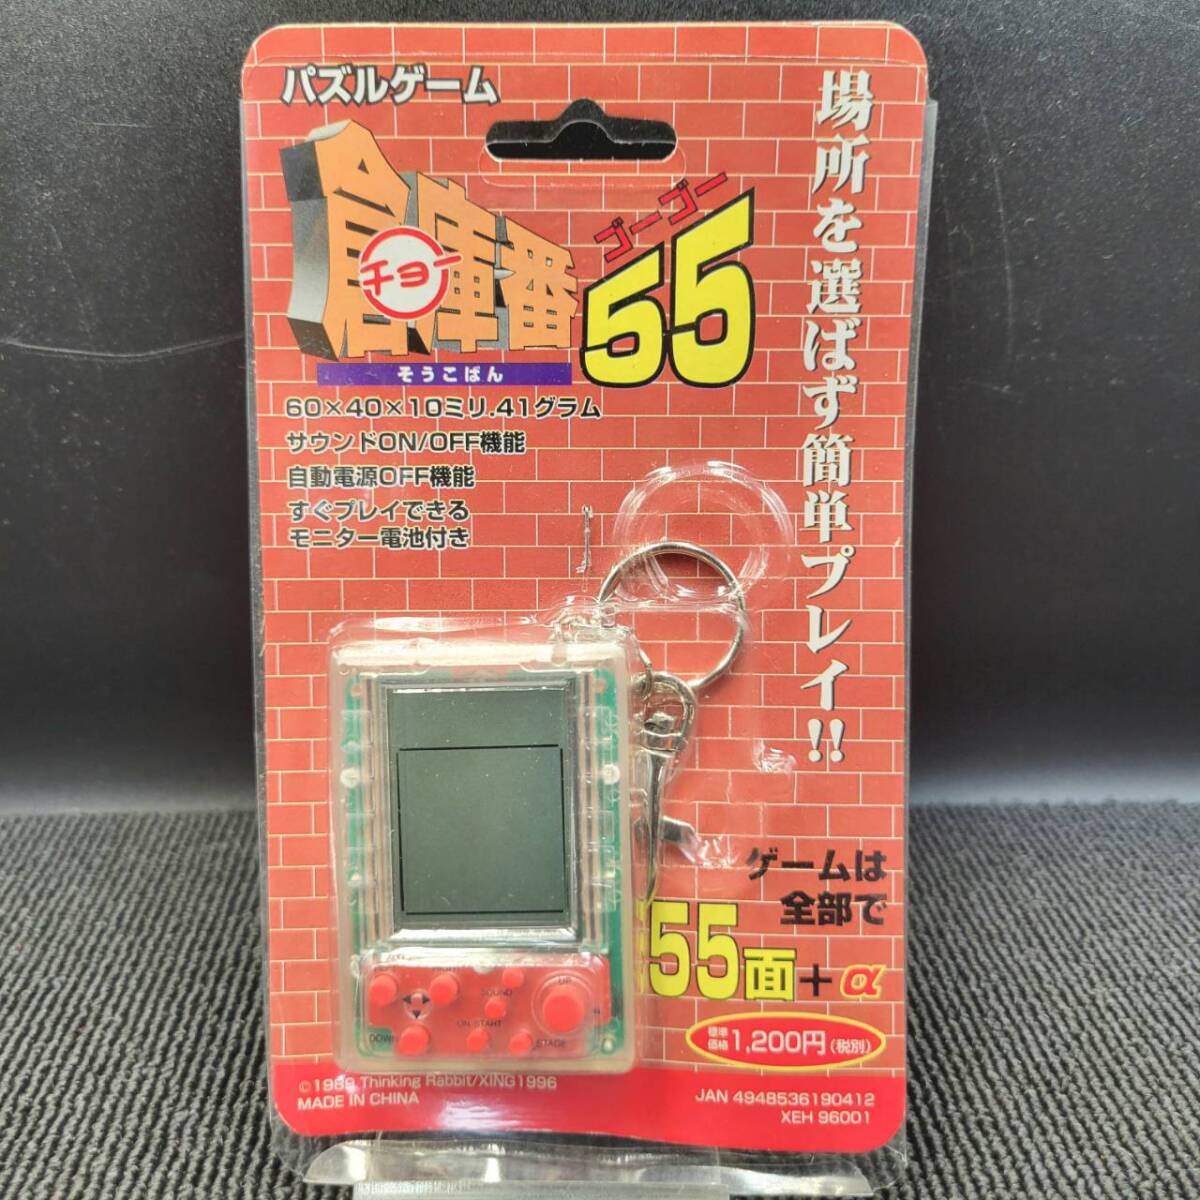 パズルゲーム
倉庫番
チョー
ゴーゴー
55
そうこばん
60×40×10ミリ.41グラム
サウンドON/OFF機能
自動電源OFF機能
すぐプレイできる
モニター電池付き
場所を選ばず簡単プレイ!!
ゲームは
全部で
55面+α
標準
価格
1,200円(税別)
UP
SOUND
ON/START
DOWN
STAGE
©1989 Thinking Rabbit/XING1996
MADE IN CHINA
JAN 4948536190412
XEH 96001